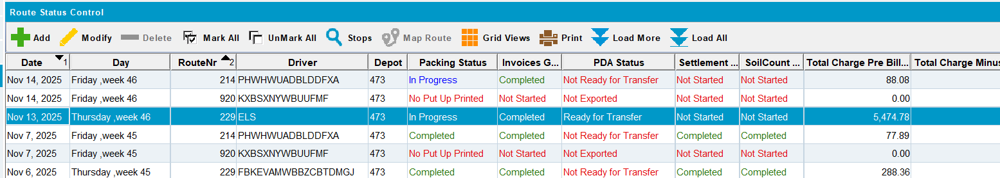 Route Status Control
Add Modify Delete Mark All UnMark All Stops Map Route Grid Views Print Load More Load All
Date 1 Day RouteNr 2 Driver Depot Packing Status Invoices G... PDA Status Settlement ... SoilCount ... Total Charge Pre Bill... Total Charge Minus
Nov 14, 2025 Friday ,week 46 214 PHWHWUADBLDDFXA 473 In Progress Completed Not Ready for Transfer Not Started Not Started 88.08
Nov 14, 2025 Friday ,week 46 920 KXBSXNYWBUUFMF 473 No Put Up Printed Not Started Not Exported Not Started Not Started 0.00
Nov 13, 2025 Thursday ,week 46 229 ELS 473 In Progress Completed Ready for Transfer Not Started Not Started 5,474.78
Nov 7, 2025 Friday ,week 45 214 PHWHWUADBLDDFXA 473 Completed Completed Not Ready for Transfer Completed Completed 77.89
Nov 7, 2025 Friday ,week 45 920 KXBSXNYWBUUFMF 473 No Put Up Printed Not Started Not Exported Not Started Not Started 0.00
Nov 6, 2025 Thursday ,week 45 229 FBKEVAMWBBZCBTDMGJ 473 Completed Completed Not Ready for Transfer Completed Completed 288.36